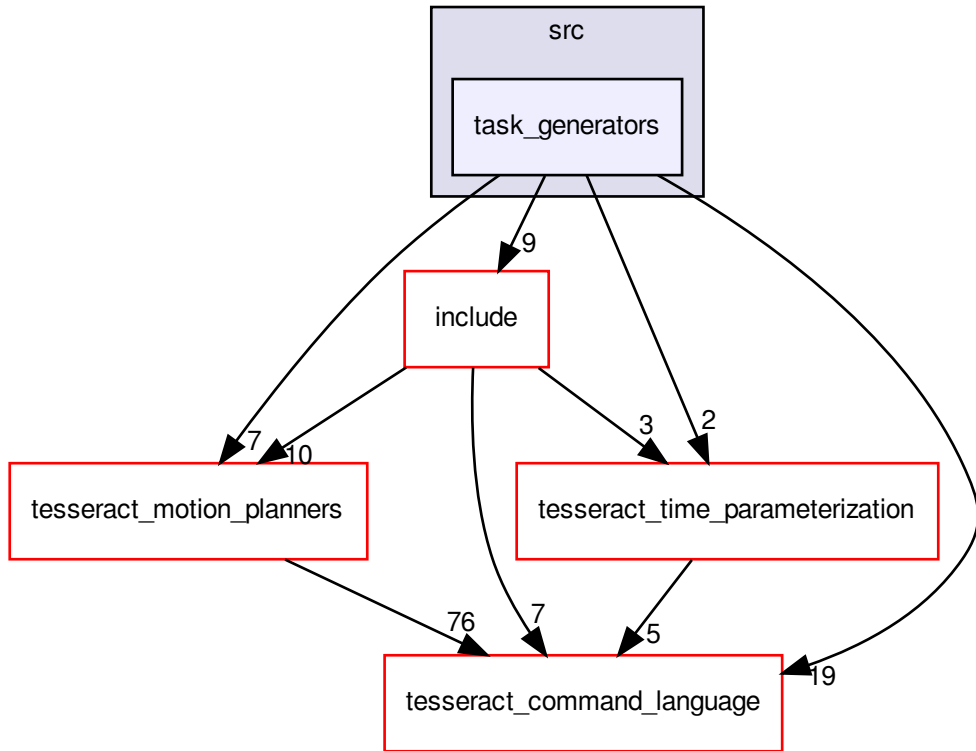 src
task_generators
9
include
7
10
3
2
tesseract_motion_planners
tesseract_time_parameterization
76
7
5
19
tesseract_command_language